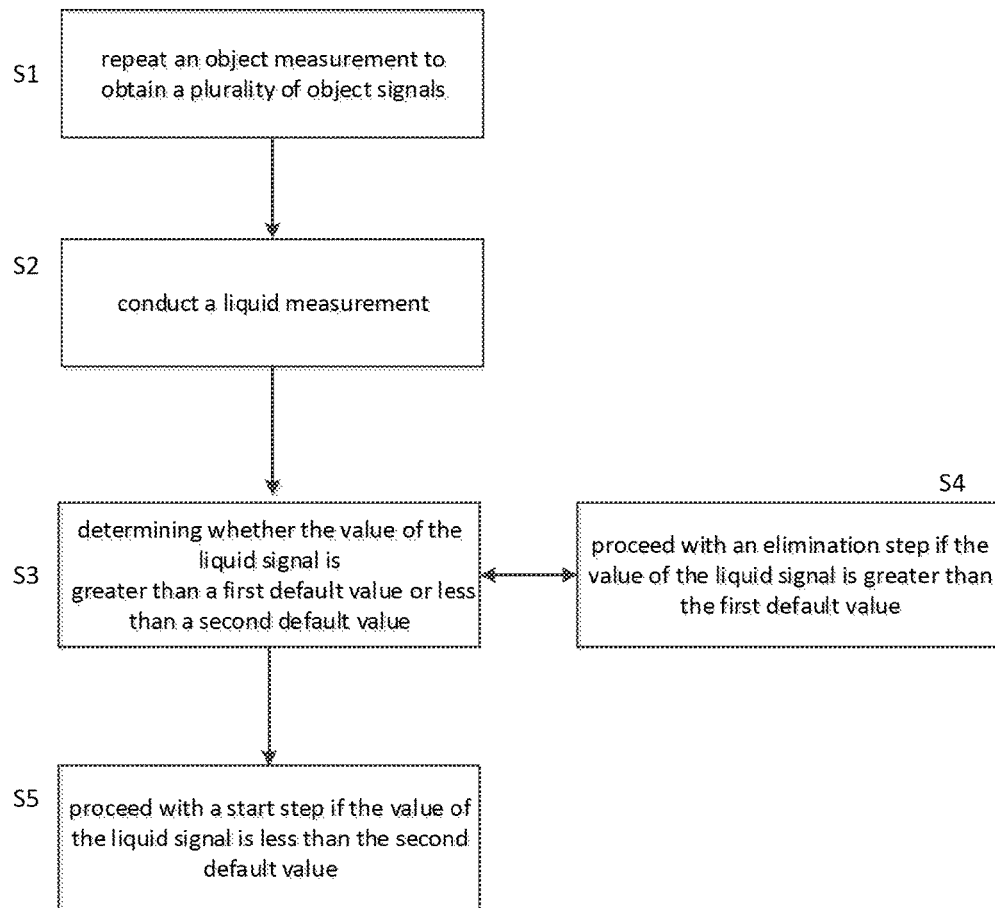 S1
repeat an object measurement to
obtain a plurality of object signals
S2
conduct a liquid measurement
S3
determining whether the value of the
liquid signal is
greater than a first default value or less
than a second default value
S4
proceed with an elimination step if the
value of the liquid signal is greater than
the first default value
S5
proceed with a start step if the value of
the liquid signal is less than the second
default value